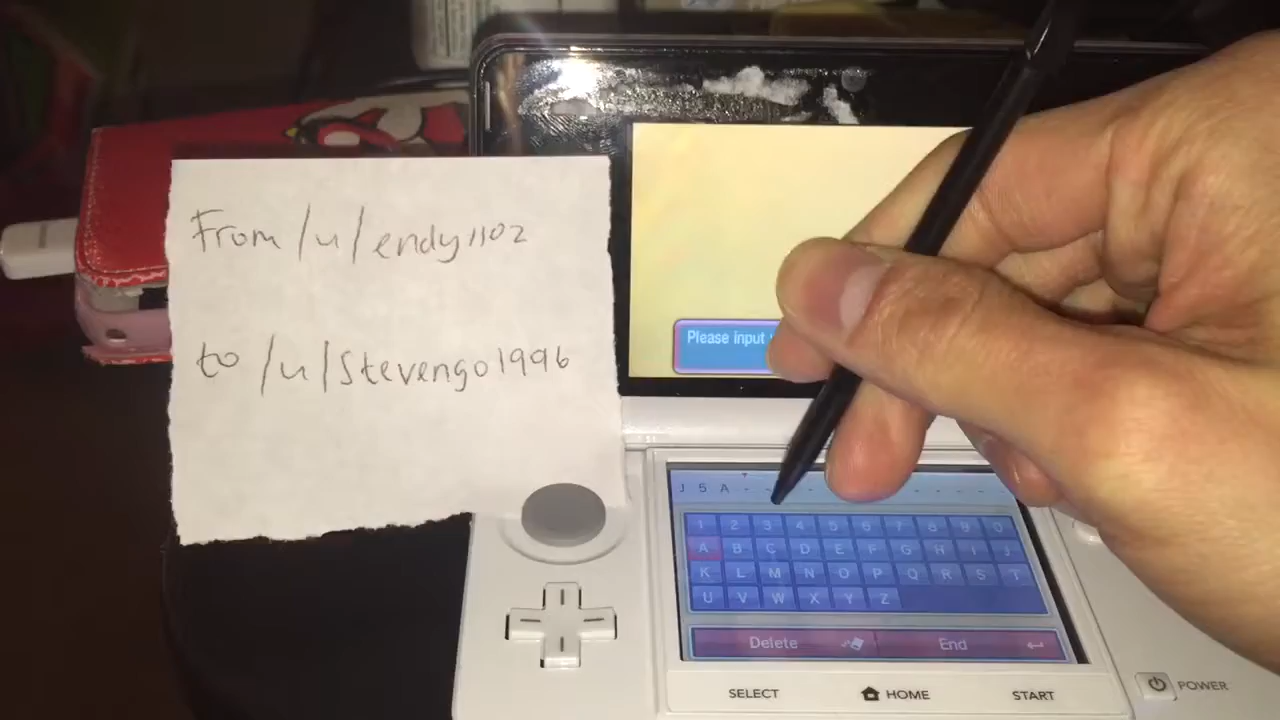 From /u/endy1102
to /u/Stevengo1996
Please input
J 5 A - -
1 2 3 4 5 6 7 8 9 0
A B C D E F G H I J
K L M N O P Q R S T
U V W X Y Z
Delete End
SELECT HOME START POWER